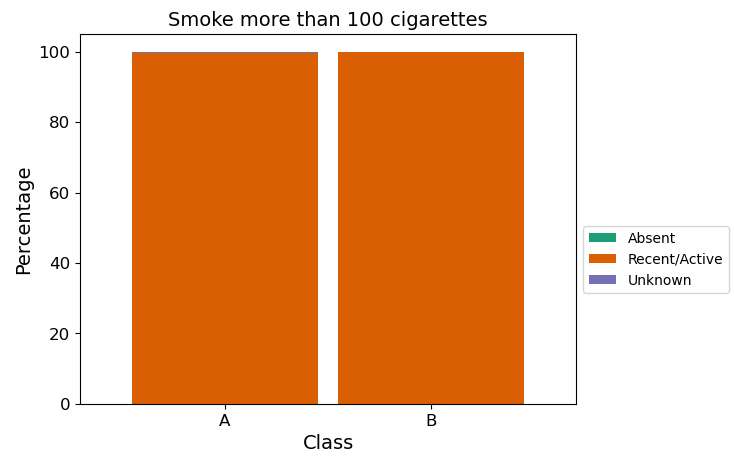 Smoke more than 100 cigarettes
100
80
60
40
20
0
Percentage
A
B
Class
Absent
Recent/Active
Unknown